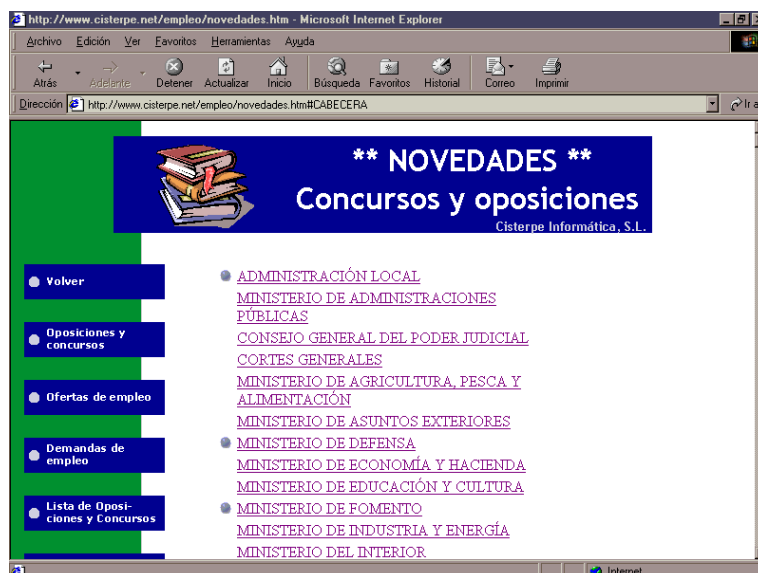 http://www.cisterpe.net/empleo/novedades.htm - Microsoft Internet Explorer
Archivo Edición Ver Favoritos Herramientas Ayuda
Atrás Adelante Detener Actualizar Inicio Búsqueda Favoritos Historial Correo Imprimir
Dirección http://www.cisterpe.net/empleo/novedades.htm#CABECERA Ir a
** NOVEDADES **
Concursos y oposiciones
Cisterpe Informática, S.L.
Volver
Oposiciones y
concursos
Ofertas de empleo
Demandas de
empleo
Lista de Oposi-
ciones y Concursos
ADMINISTRACIÓN LOCAL
MINISTERIO DE ADMINISTRACIONES
PÚBLICAS
CONSEJO GENERAL DEL PODER JUDICIAL
CORTES GENERALES
MINISTERIO DE AGRICULTURA, PESCA Y
ALIMENTACIÓN
MINISTERIO DE ASUNTOS EXTERIORES
MINISTERIO DE DEFENSA
MINISTERIO DE ECONOMÍA Y HACIENDA
MINISTERIO DE EDUCACIÓN Y CULTURA
MINISTERIO DE FOMENTO
MINISTERIO DE INDUSTRIA Y ENERGÍA
MINISTERIO DEL INTERIOR
Internet